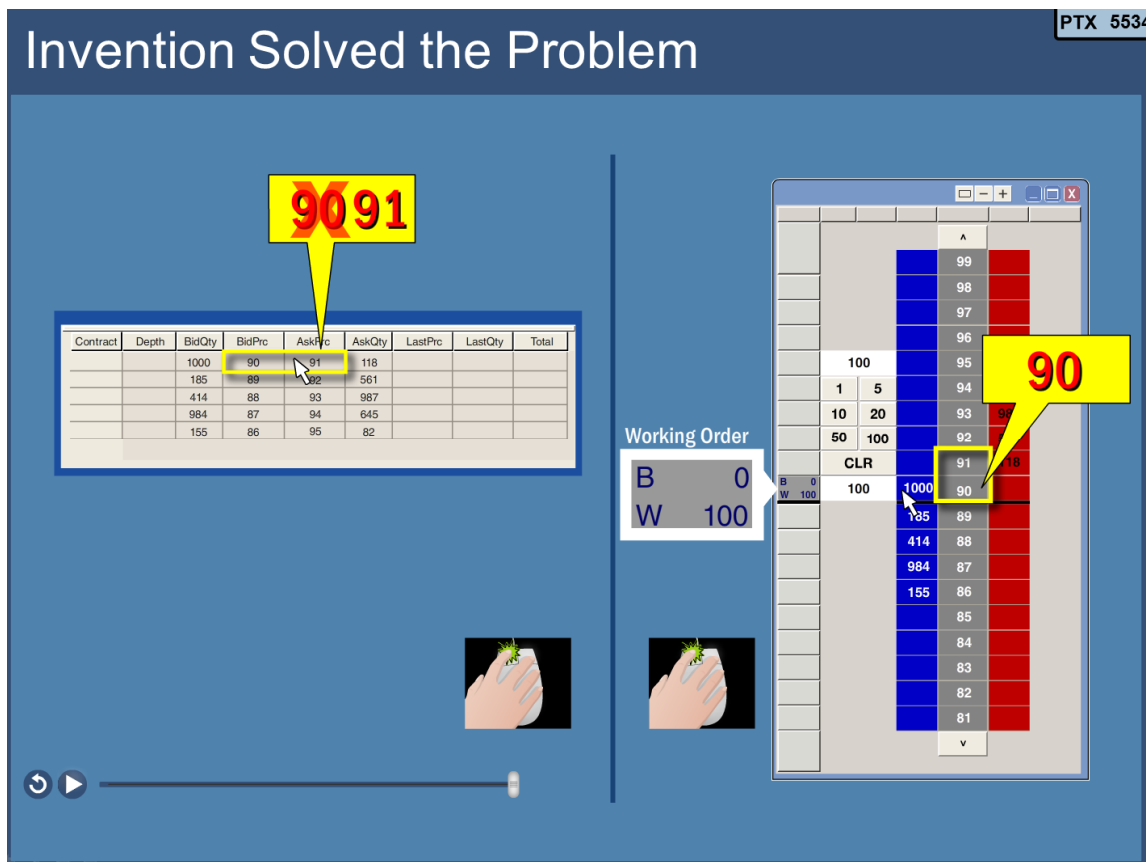 PTX 5534
Invention Solved the Problem
90 91
Contract Depth BidQty BidPrc AskPrc AskQty LastPrc LastQty Total
1000 90 91 118
185 89 92 561
414 88 93 987
984 87 94 645
155 86 95 82
Working Order
B 0
W 100
99
98
97
96
100 95
90
1 5 94
10 20 93
50 100 92
CLR 91
B 0
W 100 100 1000 90
185 89
414 88
984 87
155 86
85
84
83
82
81